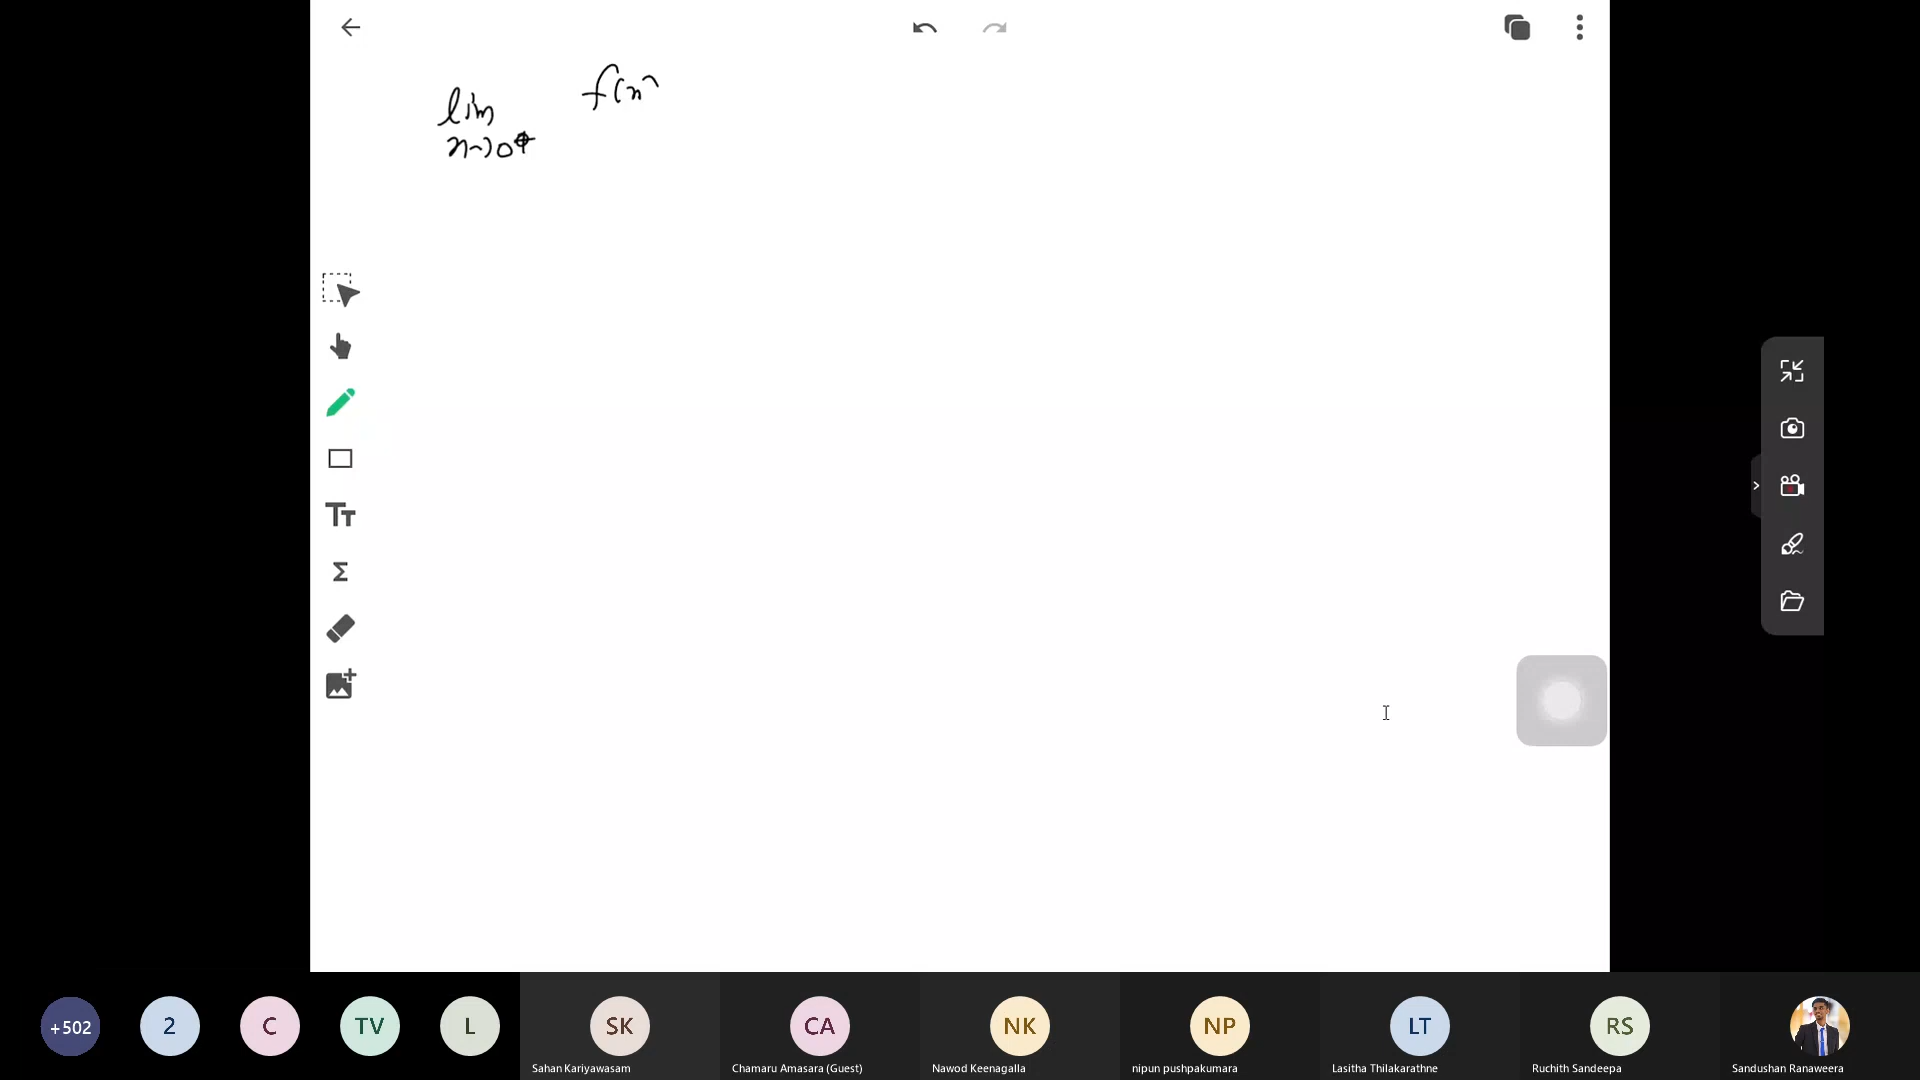 lim f(x)
x→0⁺
Tт
Σ
+502
2
C
TV
L
SK
CA
NK
NP
LT
RS
Sahan Kariyawasam
Chamaru Amasara (Guest)
Nawod Keenagalla
nipun pushpakumara
Lasitha Thilakarathne
Ruchith Sandeepa
Sandushan Ranaweera